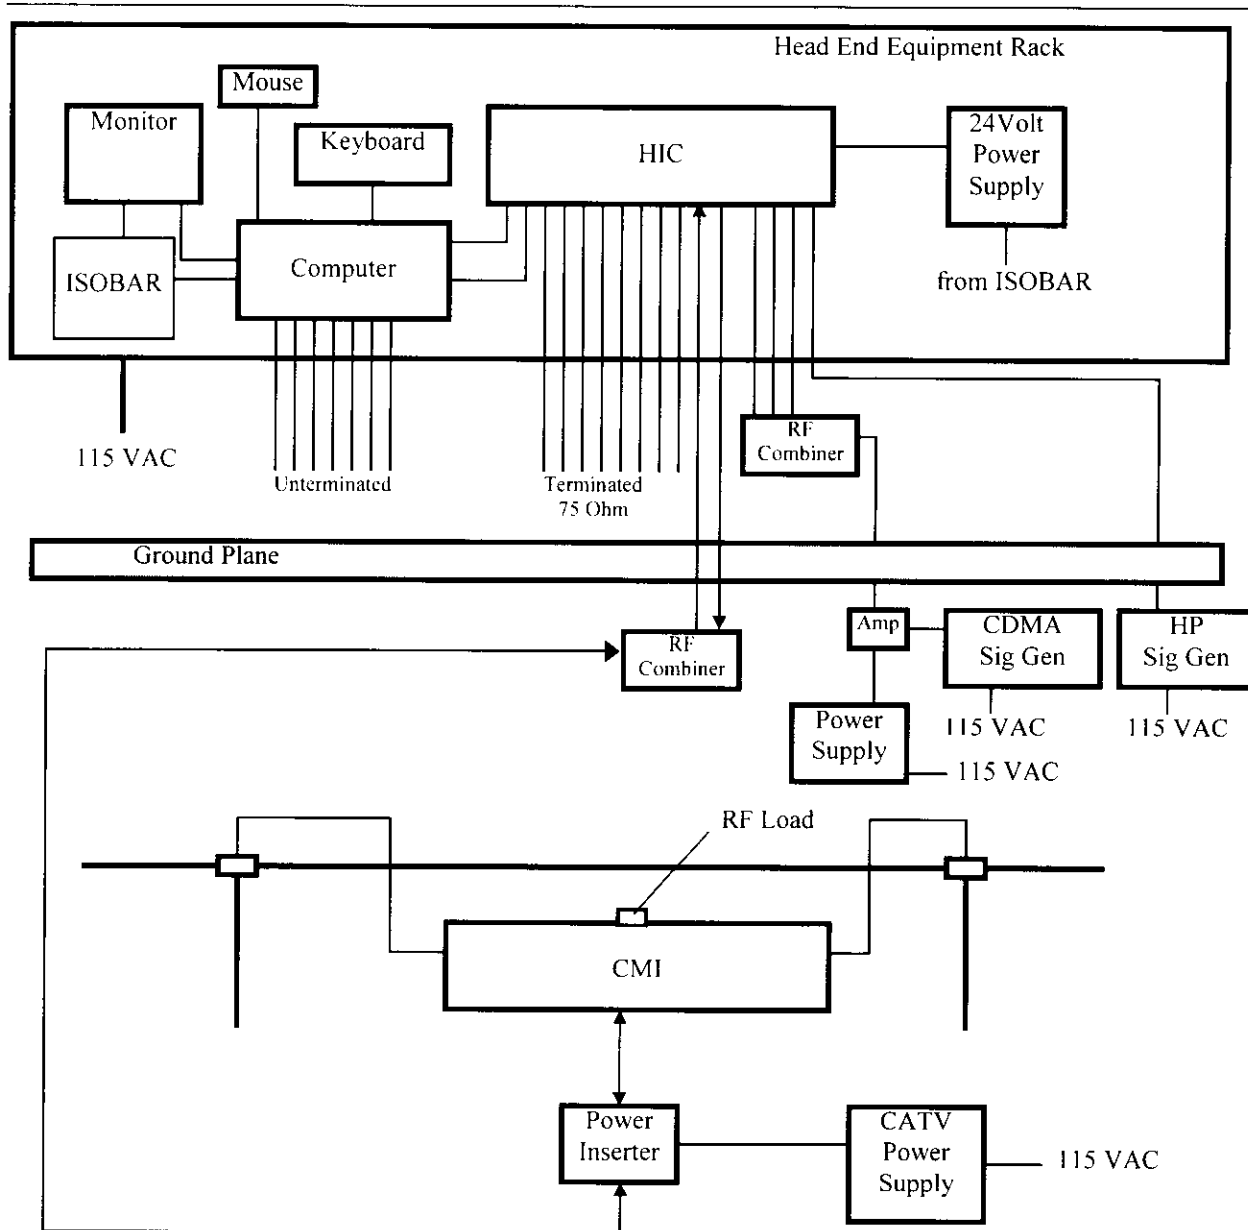 Head End Equipment Rack
Mouse
Monitor
Keyboard
HIC
24Volt
Power
Supply
ISOBAR
Computer
from ISOBAR
115 VAC
Unterminated
Terminated
75 Ohm
RF
Combiner
Ground Plane
RF
Combiner
Amp
CDMA
Sig Gen
HP
Sig Gen
Power
Supply
115 VAC
115 VAC
115 VAC
RF Load
CMI
Power
Inserter
CATV
Power
Supply
115 VAC